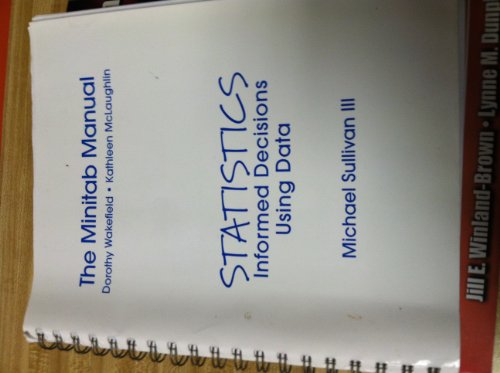 The Minitab Manual
Dorothy Wakefield • Kathleen McLaughlin
STATISTICS
Informed Decisions
Using Data
Michael Sullivan III
Jill E. Winland-Brown • Lynne M. Dunp